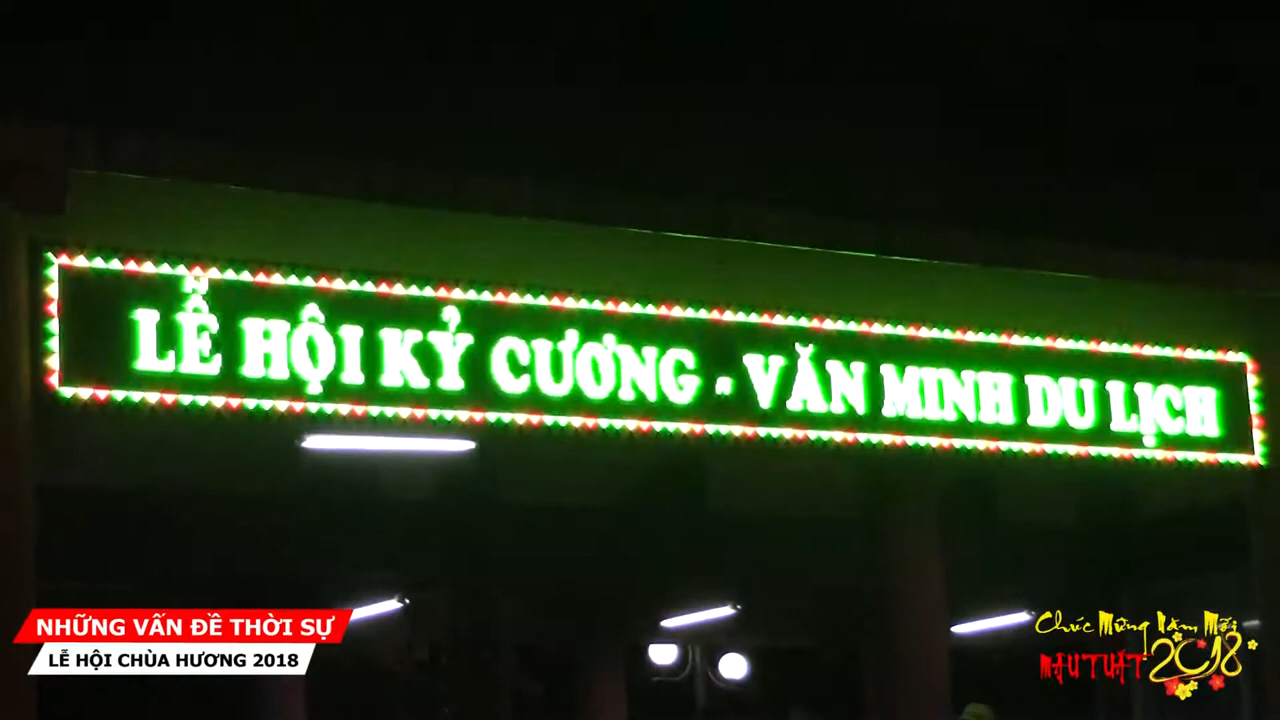 LỄ HỘI KỶ CƯƠNG - VĂN MINH DU LỊCH
NHỮNG VẤN ĐỀ THỜI SỰ
LỄ HỘI CHÙA HƯƠNG 2018
Chúc Mừng Năm Mới
MẬU TUẤT 2018